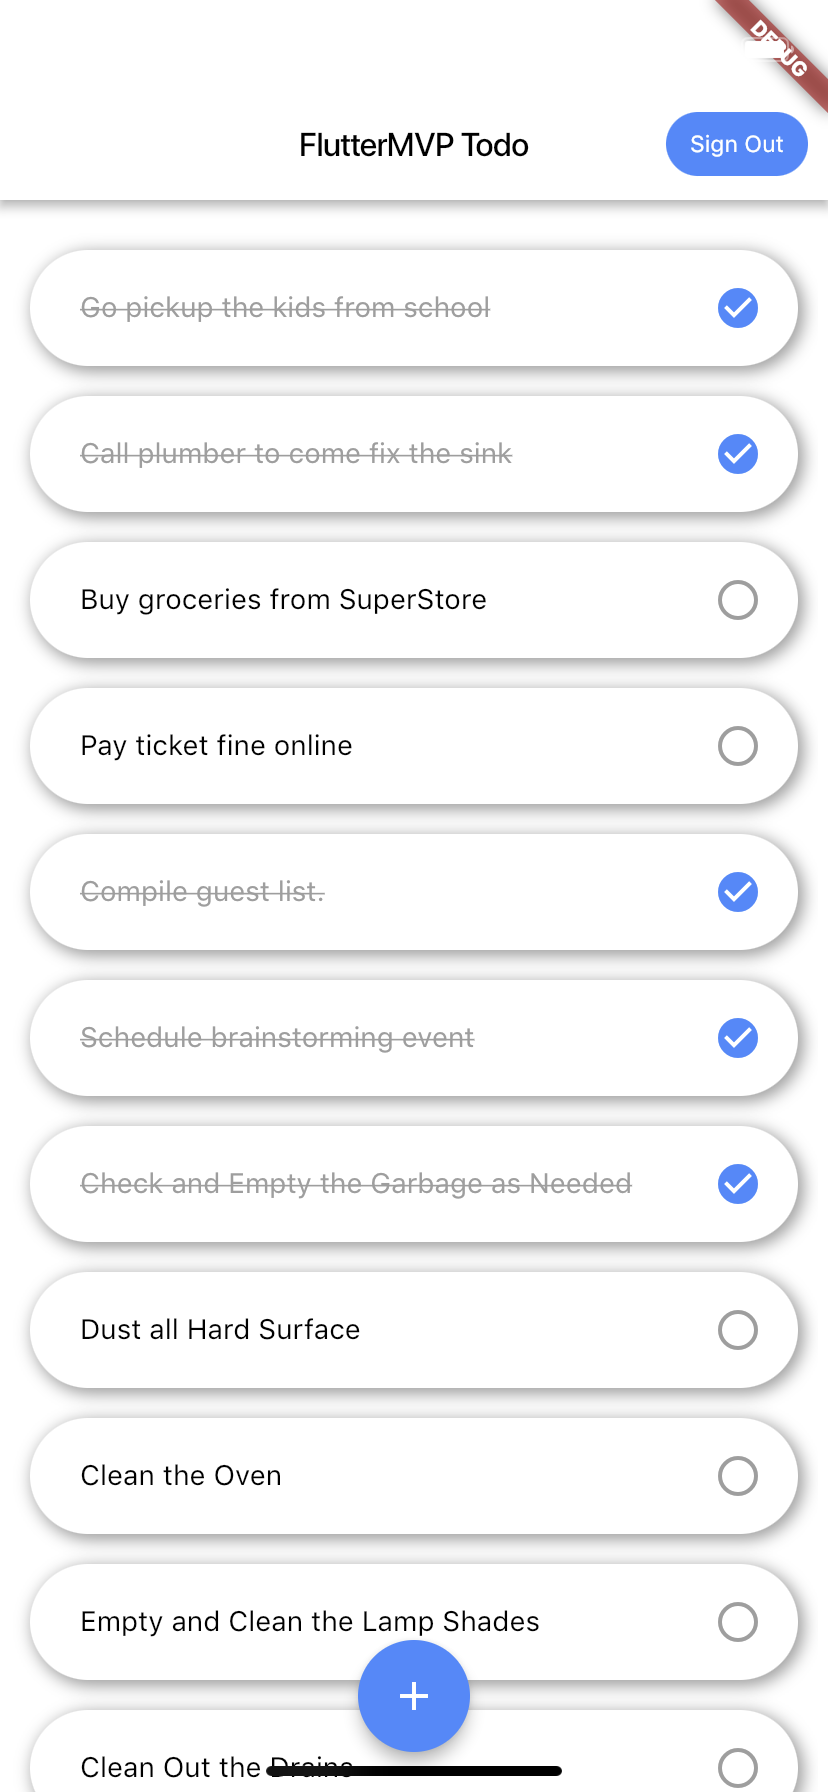 DEBUG
FlutterMVP Todo
Sign Out
Go pickup the kids from school
Call plumber to come fix the sink
Buy groceries from SuperStore
Pay ticket fine online
Compile guest list.
Schedule brainstorming event
Check and Empty the Garbage as Needed
Dust all Hard Surface
Clean the Oven
Empty and Clean the Lamp Shades
Clean Out the Drains